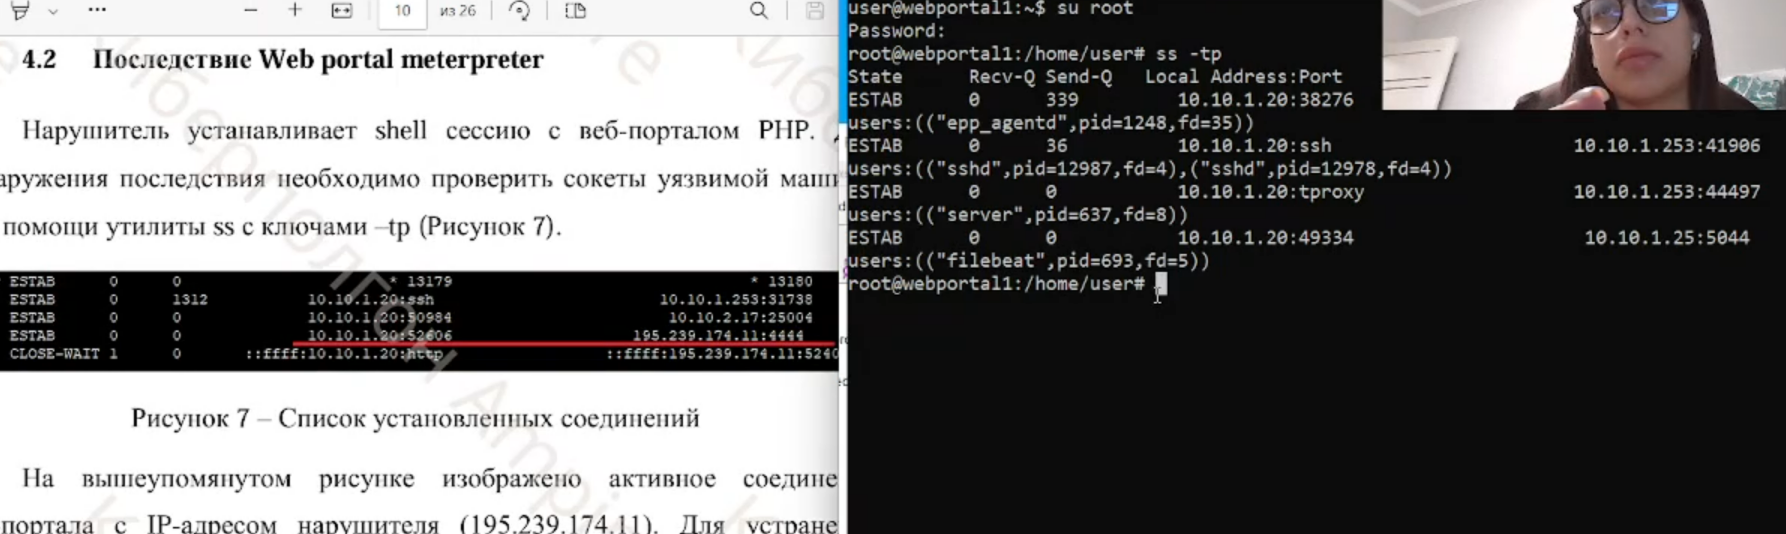 10 из 26
4.2 Последствие Web portal meterpreter
Нарушитель устанавливает shell сессию с веб-порталом PHP.
аружения последствия необходимо проверить сокеты уязвимой
помощи утилиты ss с ключами –tp (Рисунок 7).
ESTAB 0 0 * 13179 * 13180
ESTAB 0 1312 10.10.1.20:ssh 10.10.1.253:31738
ESTAB 0 0 10.10.1.20:50984 10.10.2.17:25004
ESTAB 0 0 10.10.1.20:52606 195.239.174.11:4444
CLOSE-WAIT 1 0 ::ffff:10.10.1.20:http ::ffff:195.239.174.11:5240
Рисунок 7 – Список установленных соединений
На вышеупомянутом рисунке изображено активное соедине
портала с IP-адресом нарушителя (195.239.174.11). Для устране
user@webportal1:~$ su root
Password:
root@webportal1:/home/user# ss -tp
State Recv-Q Send-Q Local Address:Port
ESTAB 0 339 10.10.1.20:38276
users:(("epp_agentd",pid=1248,fd=35))
ESTAB 0 36 10.10.1.20:ssh 10.10.1.253:41906
users:(("sshd",pid=12987,fd=4),("sshd",pid=12978,fd=4))
ESTAB 0 0 10.10.1.20:tproxy 10.10.1.253:44497
users:(("server",pid=637,fd=8))
ESTAB 0 0 10.10.1.20:49334 10.10.1.25:5044
users:(("filebeat",pid=693,fd=5))
root@webportal1:/home/user#